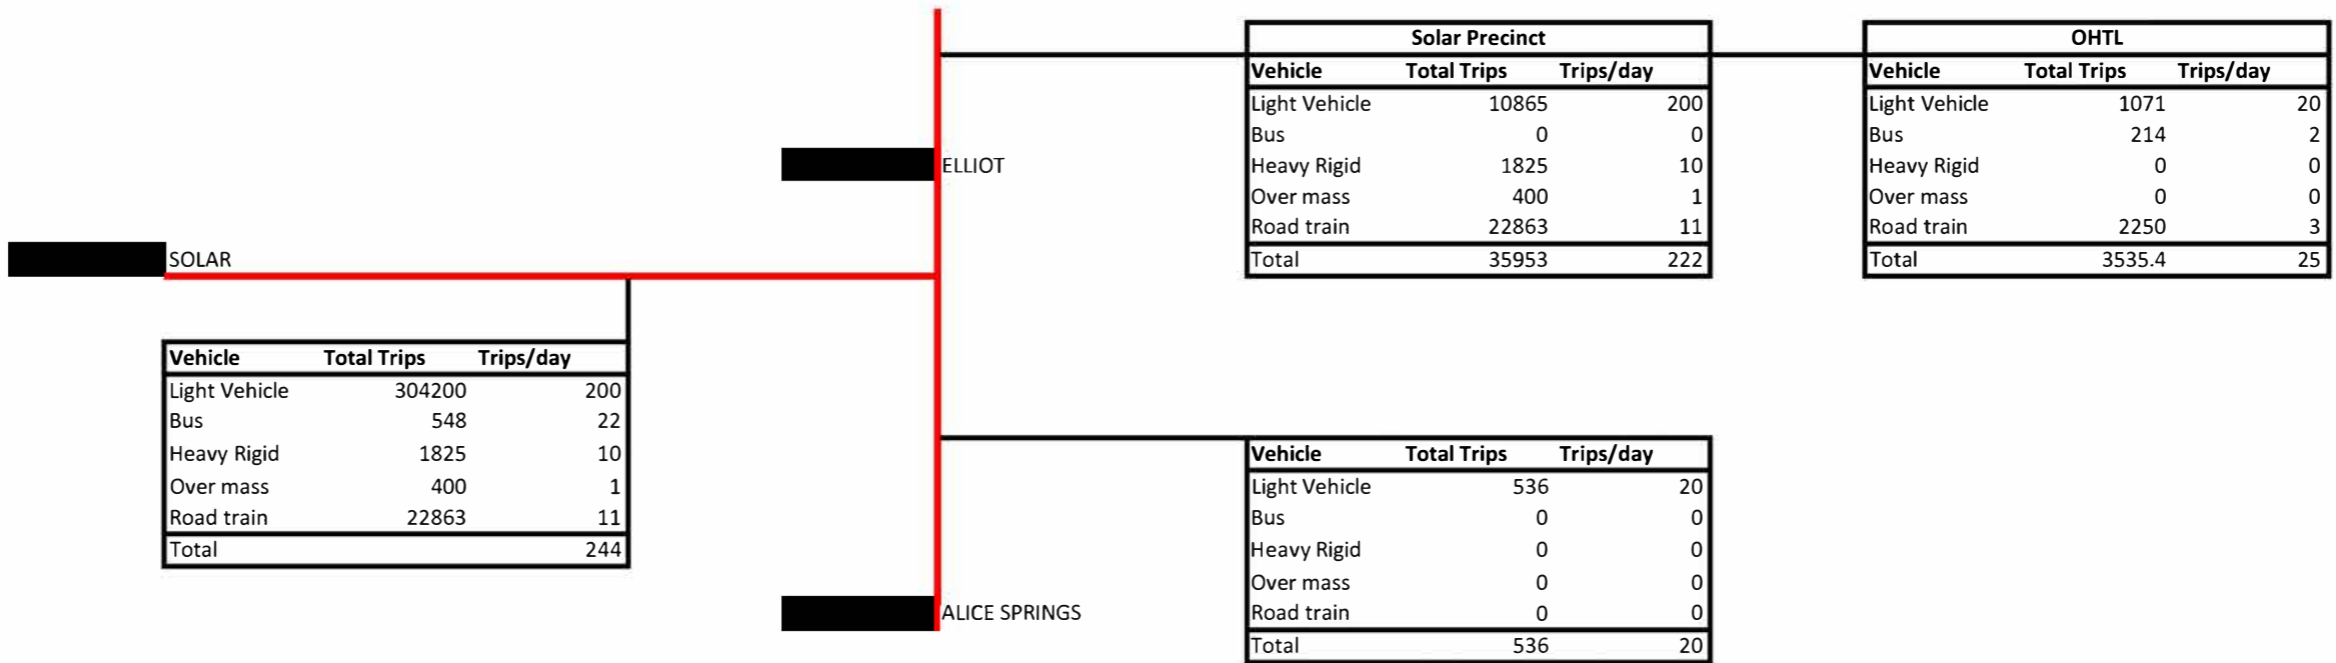 Solar Precinct
Vehicle Total Trips Trips/day
Light Vehicle 10865 200
Bus 0 0
Heavy Rigid 1825 10
Over mass 400 1
Road train 22863 11
Total 35953 222
OHTL
Vehicle Total Trips Trips/day
Light Vehicle 1071 20
Bus 214 2
Heavy Rigid 0 0
Over mass 0 0
Road train 2250 3
Total 3535.4 25
ELLIOT
SOLAR
Vehicle Total Trips Trips/day
Light Vehicle 304200 200
Bus 548 22
Heavy Rigid 1825 10
Over mass 400 1
Road train 22863 11
Total 244
Vehicle Total Trips Trips/day
Light Vehicle 536 20
Bus 0 0
Heavy Rigid 0 0
Over mass 0 0
Road train 0 0
Total 536 20
ALICE SPRINGS